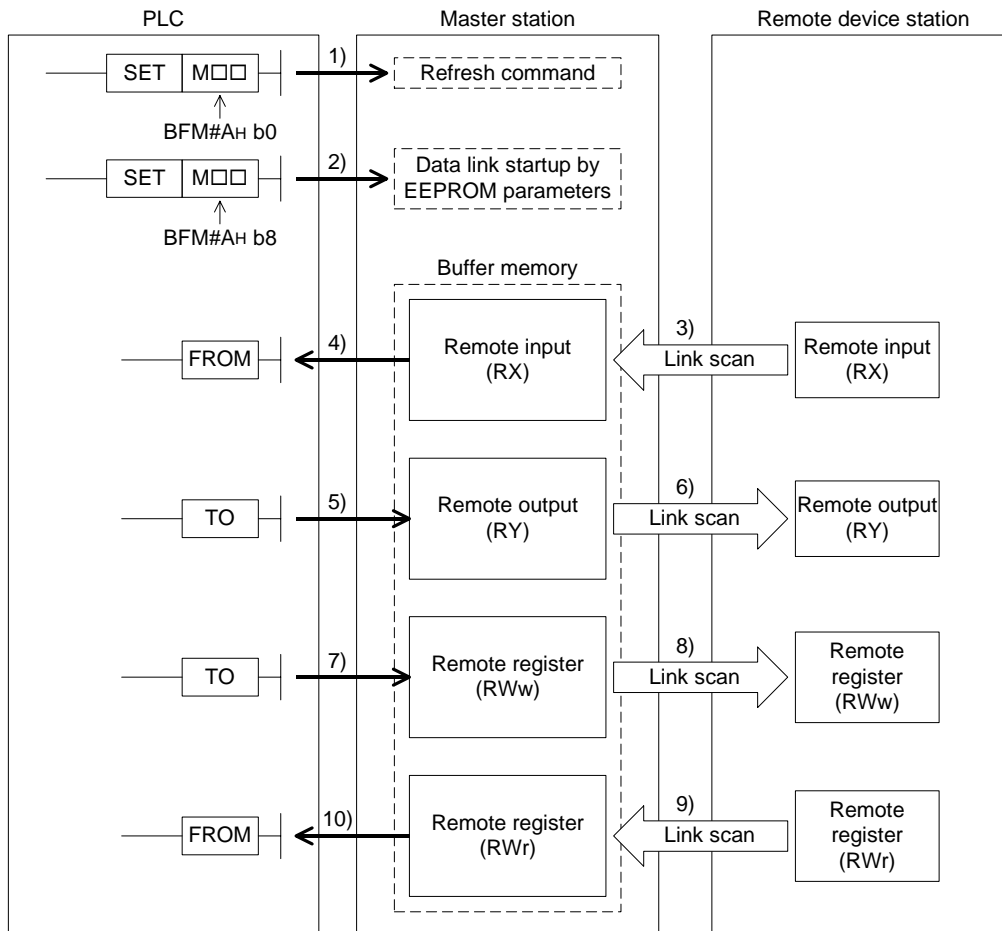 PLC
Master station
Remote device station
SET M□□
1)
Refresh command
BFM#AH b0
SET M□□
2)
Data link startup by
EEPROM parameters
BFM#AH b8
Buffer memory
FROM
4)
Remote input
(RX)
3)
Link scan
Remote input
(RX)
TO
5)
Remote output
(RY)
6)
Link scan
Remote output
(RY)
TO
7)
Remote register
(RWw)
8)
Link scan
Remote
register
(RWw)
FROM
10)
Remote register
(RWr)
9)
Link scan
Remote
register
(RWr)